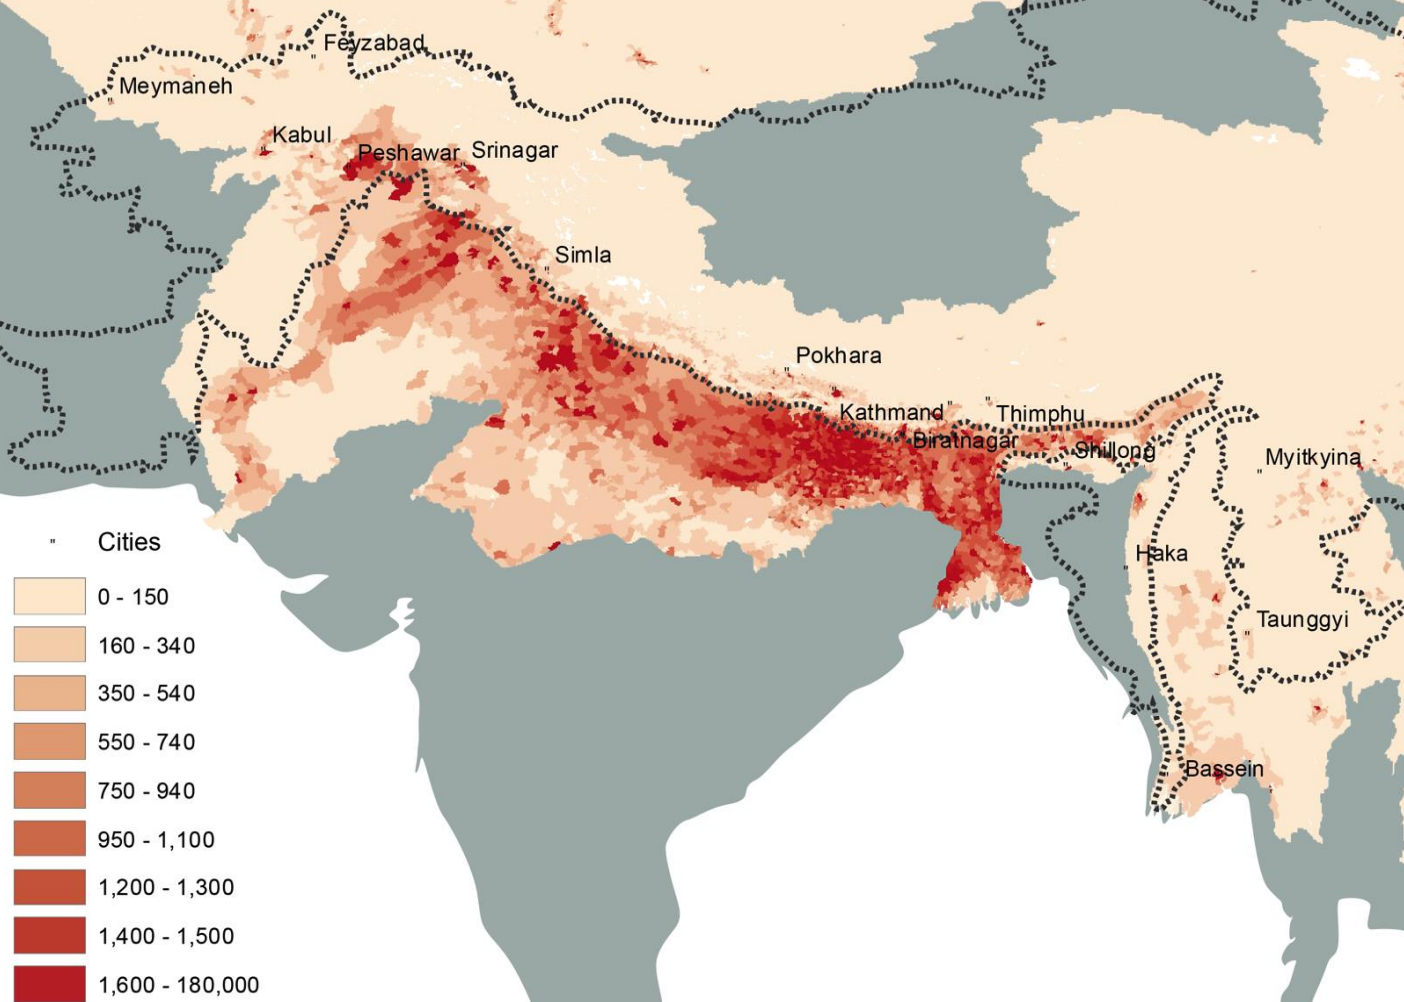 Feyzabad
Meymaneh
Kabul
Peshawar
Srinagar
Simla
Pokhara
Kathmand
Thimphu
Biratnagar
Shillong
Myitkyina
Haka
Taunggyi
Bassein
Cities
0 - 150
160 - 340
350 - 540
550 - 740
750 - 940
950 - 1,100
1,200 - 1,300
1,400 - 1,500
1,600 - 180,000